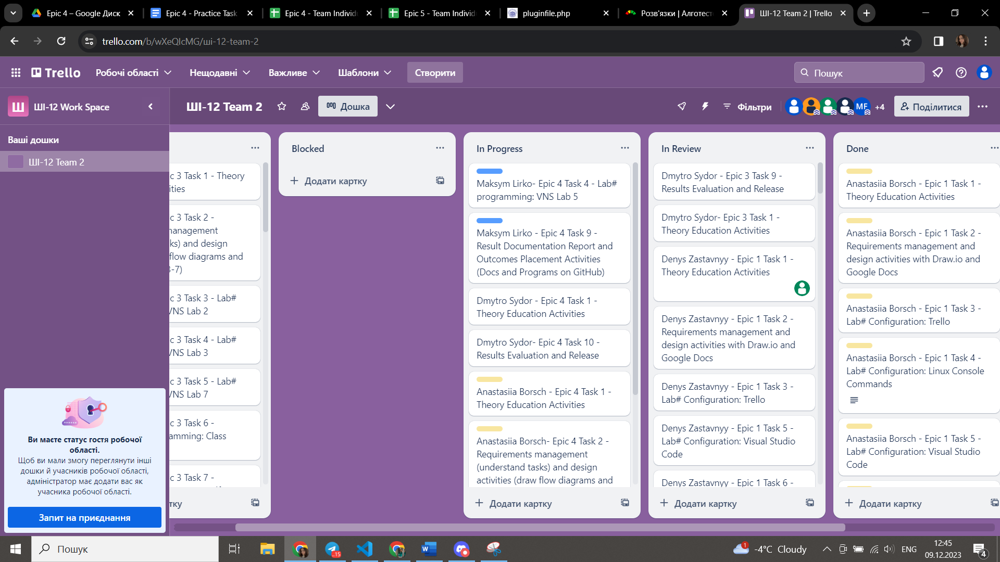 Epic 4 – Google Диск
Epic 4 - Practice Task
Epic 4 - Team Individu
Epic 5 - Team Individu
pluginfile.php
Розв'язки | Алготесте
ШІ-12 Team 2 | Trello
trello.com/b/wXeQIcMG/ші-12-team-2
Trello
Робочі області
Нещодавні
Важливе
Шаблони
Створити
Пошук
Ш
ШІ-12 Work Space
ШІ-12 Team 2
Дошка
Фільтри
MF
+4
Поділитися
Ваші дошки
ШІ-12 Team 2
Ви маєте статус гостя робочої
області.
Щоб ви мали змогу переглянути інші
дошки й учасників робочої області,
адміністратор має додати вас як
учасника робочої області.
Запит на приєднання
c 3 Task 1 - Theory
ities
c 3 Task 2 -
nanagement
ks) and design
flow diagrams and
3-7)
c 3 Task 3 - Lab#
VNS Lab 2
c 3 Task 4 - Lab#
VNS Lab 3
c 3 Task 5 - Lab#
VNS Lab 7
c 3 Task 6 -
amming: Class
c 3 Task 7 -
тку
Blocked
Додати картку
In Progress
Maksym Lirko- Epic 4 Task 4 - Lab#
programming: VNS Lab 5
Maksym Lirko - Epic 4 Task 9 -
Result Documentation Report and
Outcomes Placement Activities
(Docs and Programs on GitHub)
Dmytro Sydor - Epic 4 Task 1 -
Theory Education Activities
Dmytro Sydor- Epic 4 Task 10 -
Results Evaluation and Release
Anastasiia Borsch - Epic 4 Task 1 -
Theory Education Activities
Anastasiia Borsch- Epic 4 Task 2 -
Requirements management
(understand tasks) and design
activities (draw flow diagrams and
Додати картку
In Review
Dmytro Sydor - Epic 3 Task 9 -
Results Evaluation and Release
Dmytro Sydor- Epic 3 Task 1 -
Theory Education Activities
Denys Zastavnyy - Epic 1 Task 1 -
Theory Education Activities
Denys Zastavnyy - Epic 1 Task 2 -
Requirements management and
design activities with Draw.io and
Google Docs
Denys Zastavnyy - Epic 1 Task 3 -
Lab# Configuration: Trello
Denys Zastavnyy - Epic 1 Task 5 -
Lab# Configuration: Visual Studio
Code
Denys Zastavnyy - Epic 1 Task 6 -
Додати картку
Done
Anastasiia Borsch - Epic 1 Task 1 -
Theory Education Activities
Anastasiia Borsch - Epic 1 Task 2 -
Requirements management and
design activities with Draw.io and
Google Docs
Anastasiia Borsch - Epic 1 Task 3 -
Lab# Configuration: Trello
Anastasiia Borsch - Epic 1 Task 4 -
Lab# Configuration: Linux Console
Commands
Anastasiia Borsch - Epic 1 Task 5 -
Lab# Configuration: Visual Studio
Code
Додати картку
Пошук
..15
1
-4°C Cloudy
ENG
12:45
09.12.2023
4